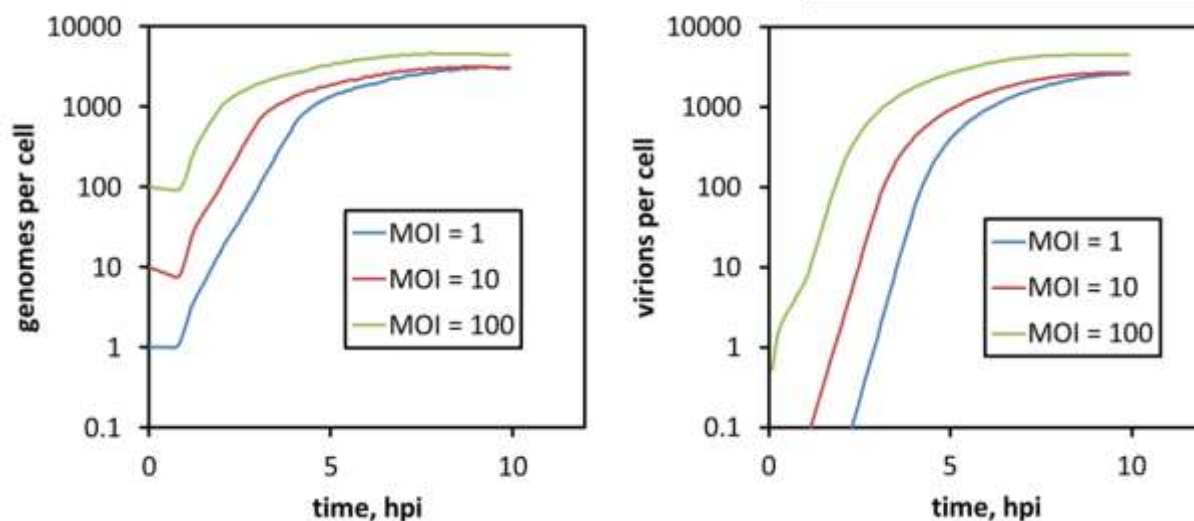 10000
1000
100
10
1
0.1
genomes per cell
MOI = 1
MOI = 10
MOI = 100
0 5 10
time, hpi
10000
1000
100
10
1
0.1
virions per cell
MOI = 1
MOI = 10
MOI = 100
0 5 10
time, hpi